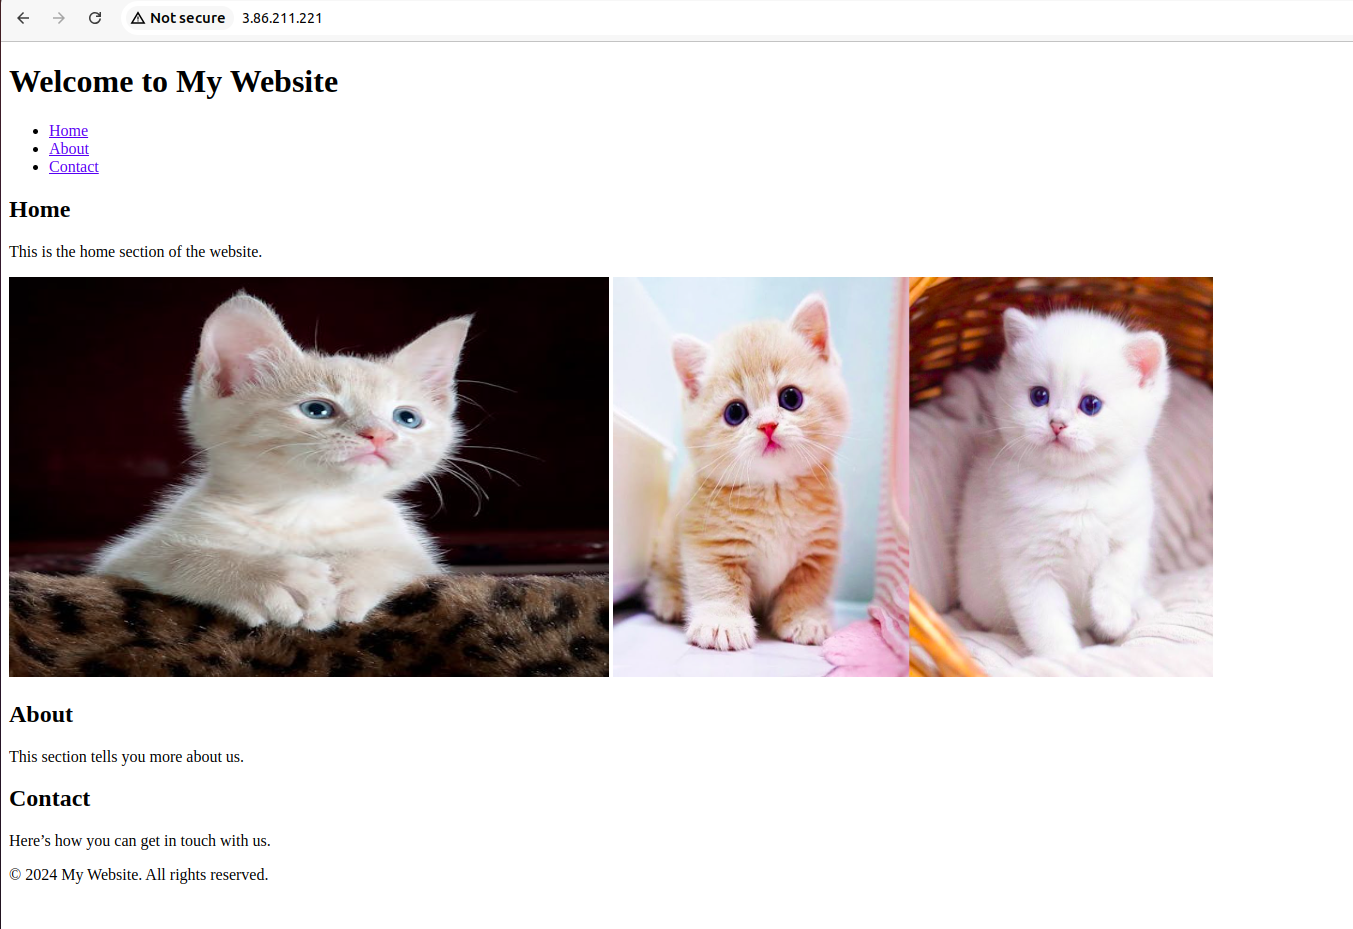 Not secure 3.86.211.221
Welcome to My Website
Home
About
Contact
Home
This is the home section of the website.
About
This section tells you more about us.
Contact
Here’s how you can get in touch with us.
© 2024 My Website. All rights reserved.